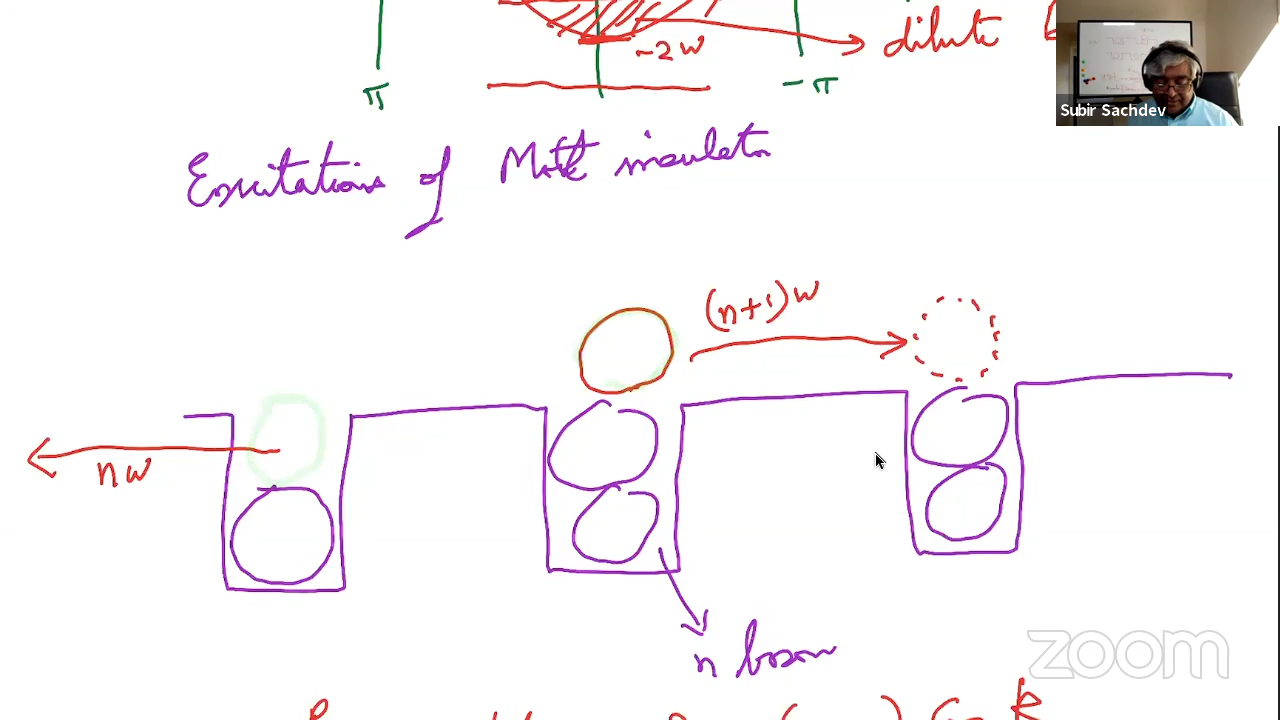 -2w
dilute
π
-π
Subir Sachdev
Excitations of Mott insulator
(n+1)w
nw
n boson
zoom